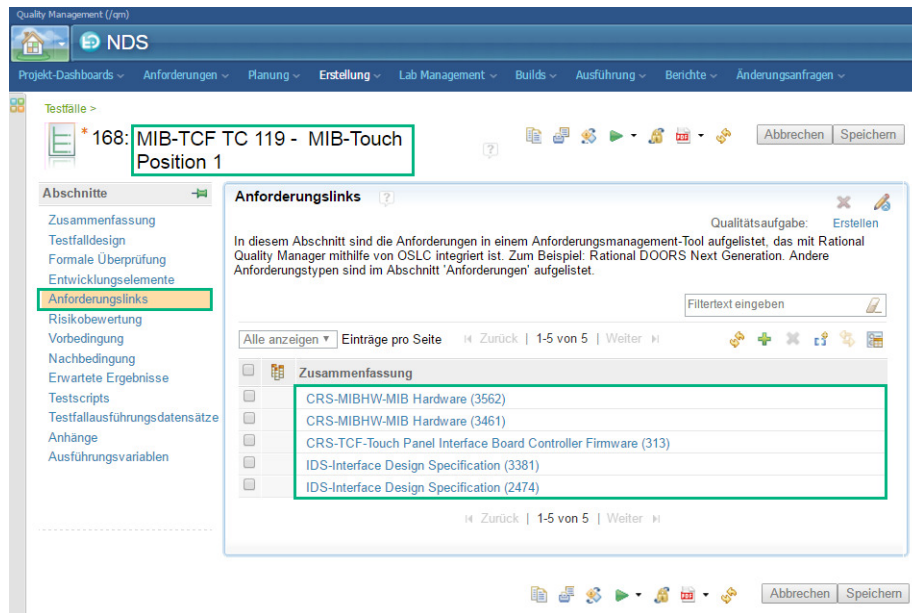 Quality Management (/qm)
NDS
Projekt-Dashboards Anforderungen Planung Erstellung Lab Management Builds Ausführung Berichte Änderungsanfragen
Testfälle >
* 168: MIB-TCF TC 119 - MIB-Touch
Position 1
?
PDF
Abbrechen Speichern
Abschnitte
Zusammenfassung
Testfalldesign
Formale Überprüfung
Entwicklungselemente
Anforderungslinks
Risikobewertung
Vorbedingung
Nachbedingung
Erwartete Ergebnisse
Testscripts
Testfallausführungsdatensätze
Anhänge
Ausführungsvariablen
Anforderungslinks ?
Qualitätsaufgabe: Erstellen
In diesem Abschnitt sind die Anforderungen in einem Anforderungsmanagement-Tool aufgelistet, das mit Rational
Quality Manager mithilfe von OSLC integriert ist. Zum Beispiel: Rational DOORS Next Generation. Andere
Anforderungstypen sind im Abschnitt 'Anforderungen' aufgelistet.
Filtertext eingeben
Alle anzeigen Einträge pro Seite Zurück | 1-5 von 5 | Weiter
Zusammenfassung
CRS-MIBHW-MIB Hardware (3562)
CRS-MIBHW-MIB Hardware (3461)
CRS-TCF-Touch Panel Interface Board Controller Firmware (313)
IDS-Interface Design Specification (3381)
IDS-Interface Design Specification (2474)
Zurück | 1-5 von 5 | Weiter
PDF
Abbrechen Speichern